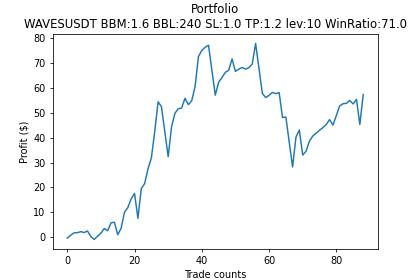 Portfolio
WAVESUSDT BBM:1.6 BBL:240 SL:1.0 TP:1.2 lev:10 WinRatio:71.0
80
70
60
50
40
30
20
10
0
Profit ($)
0 20 40 60 80
Trade counts